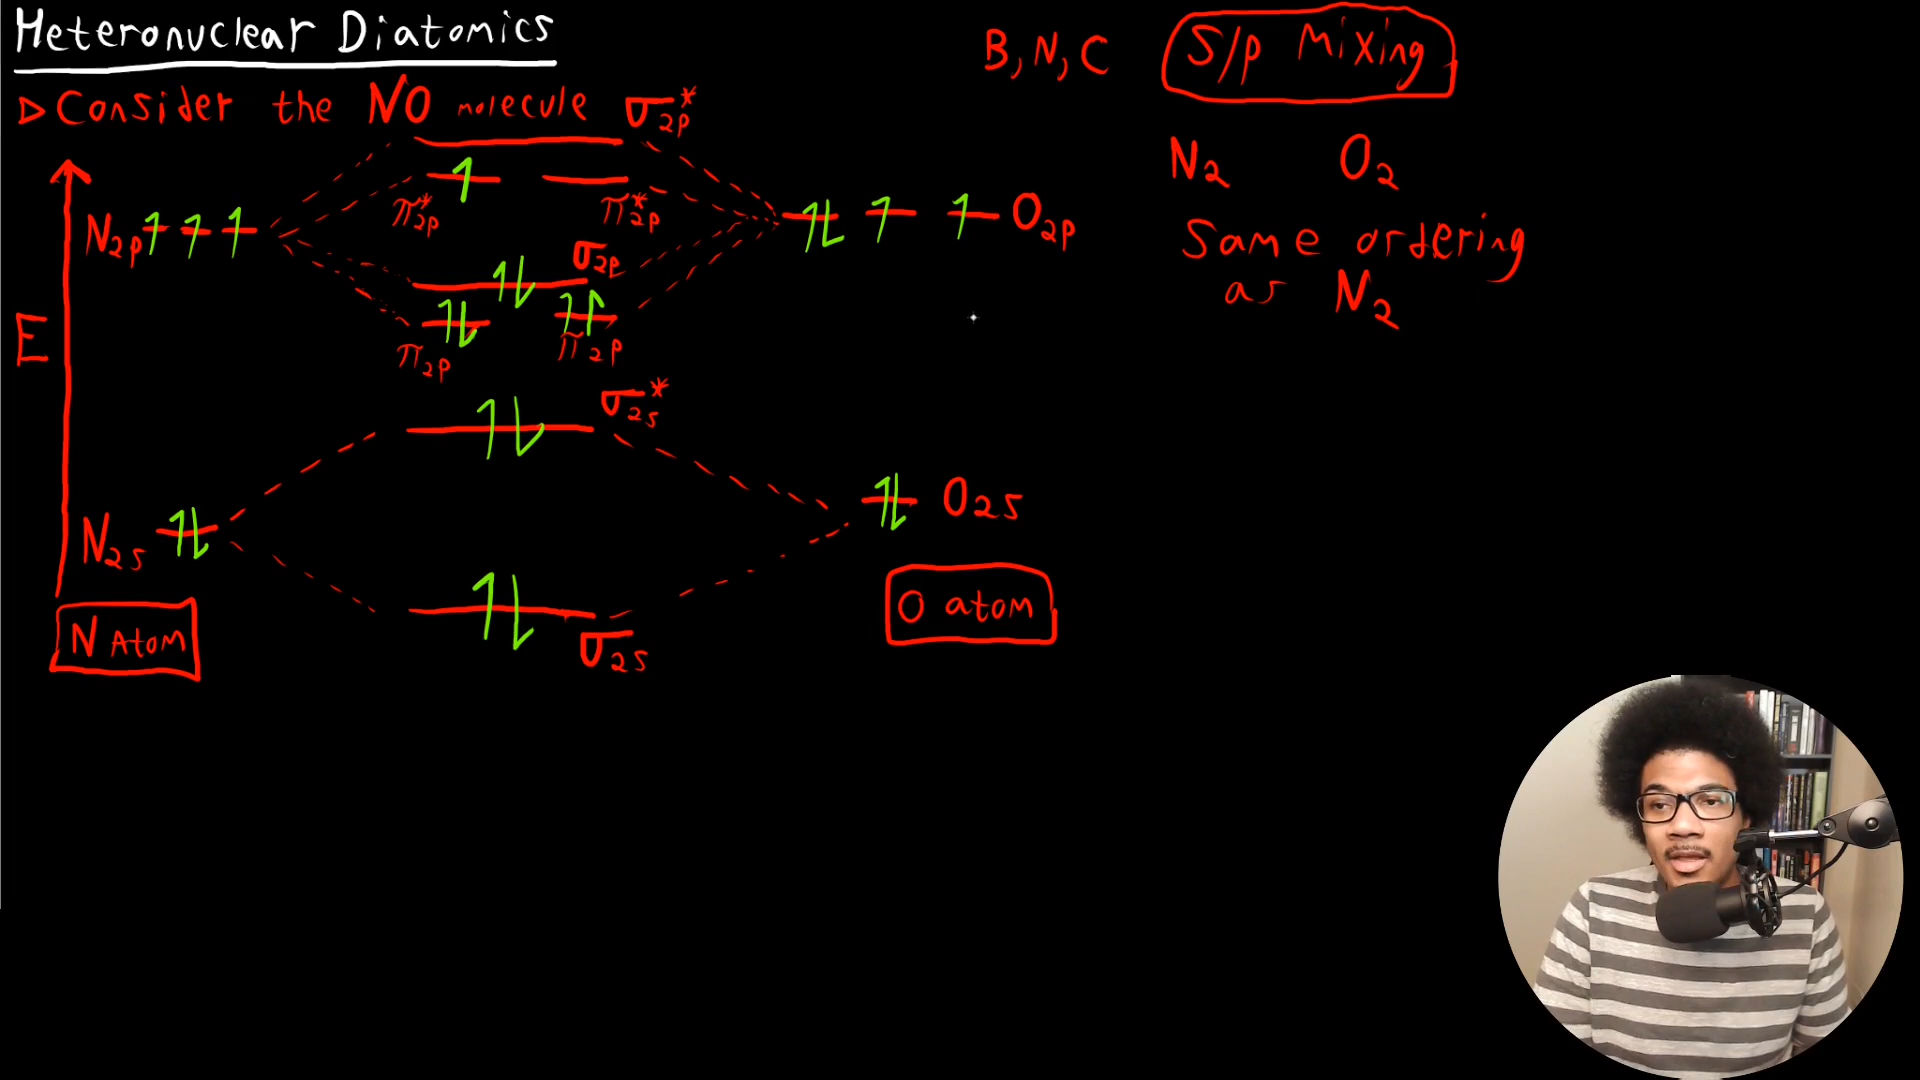 Heteronuclear Diatomics
B, N, C S/p Mixing
▷ Consider the NO molecule σ*2p
N2 O2
π*2p π*2p
N2p O2p
Same ordering
as N2
σ2p
E
π2p π2p
σ*2s
N2s O2s
O atom
N Atom
σ2s